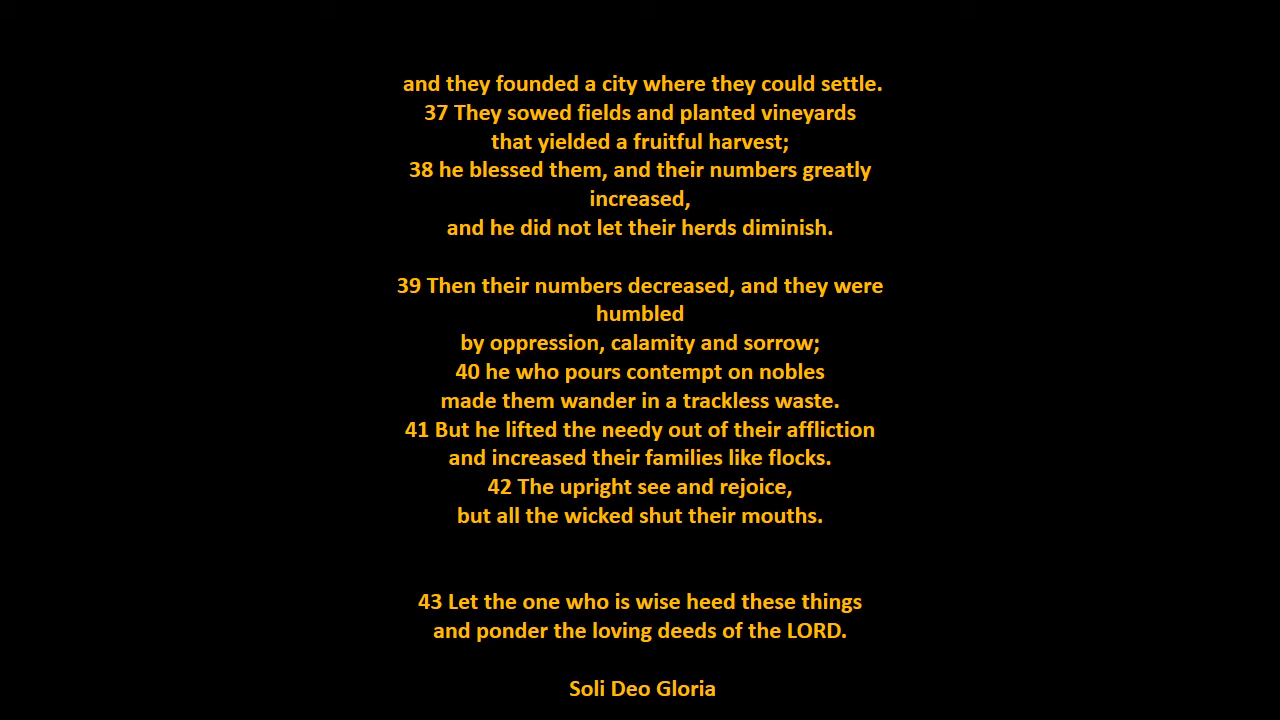 and they founded a city where they could settle.
37 They sowed fields and planted vineyards
that yielded a fruitful harvest;
38 he blessed them, and their numbers greatly
increased,
and he did not let their herds diminish.
39 Then their numbers decreased, and they were
humbled
by oppression, calamity and sorrow;
40 he who pours contempt on nobles
made them wander in a trackless waste.
41 But he lifted the needy out of their affliction
and increased their families like flocks.
42 The upright see and rejoice,
but all the wicked shut their mouths.
43 Let the one who is wise heed these things
and ponder the loving deeds of the LORD.
Soli Deo Gloria